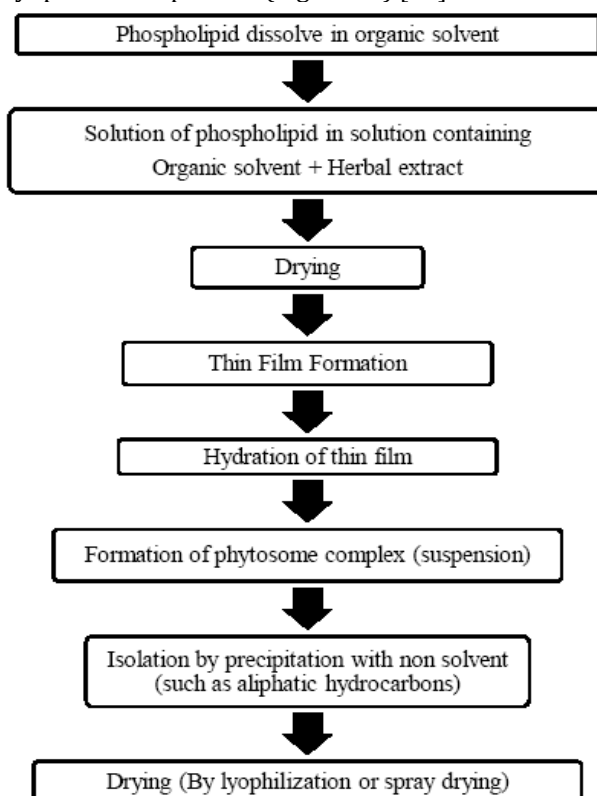 Phospholipid dissolve in organic solvent
Solution of phospholipid in solution containing
Organic solvent + Herbal extract
Drying
Thin Film Formation
Hydration of thin film
Formation of phytosome complex (suspension)
Isolation by precipitation with non solvent
(such as aliphatic hydrocarbons)
Drying (By lyophilization or spray drying)